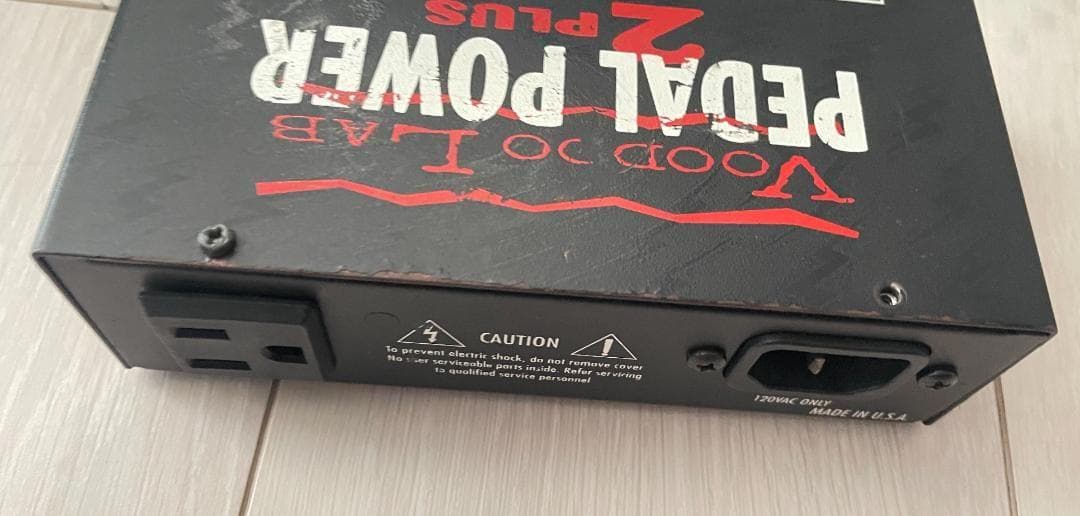 VOODOO LAB
PEDAL POWER
2 PLUS
CAUTION
To prevent electric shock, do not remove cover
No user serviceable parts inside. Refer servicing
to qualified service personnel
120VAC ONLY
MADE IN U.S.A.